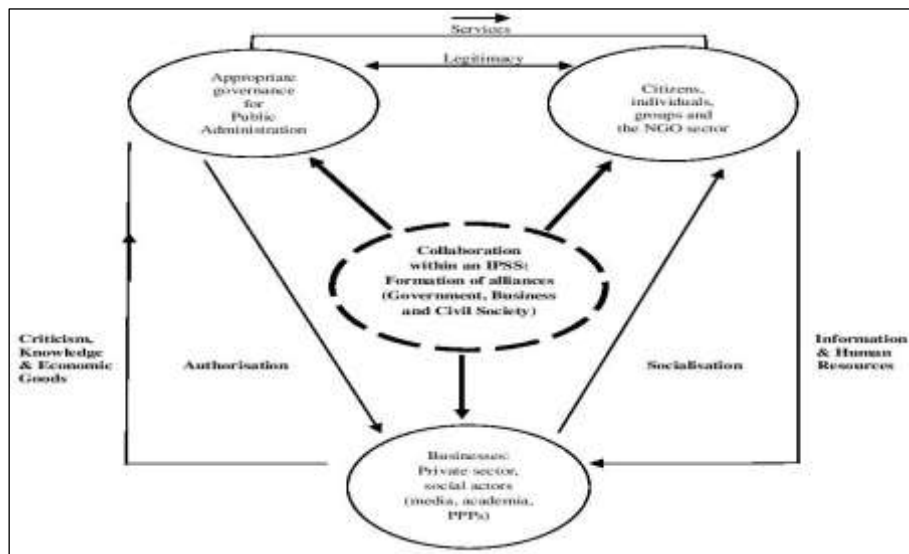 Services
Legitimacy
Appropriate
governance
for
Public
Administration
Citizens,
individuals,
groups and
the NGO sector
Collaboration
within an IPSS:
Formation of alliances
(Government, Business
and Civil Society)
Criticism,
Knowledge
& Economic
Goods
Authorisation
Socialisation
Information
& Human
Resources
Businesses:
Private sector,
social actors
(media, academia,
PPPs)